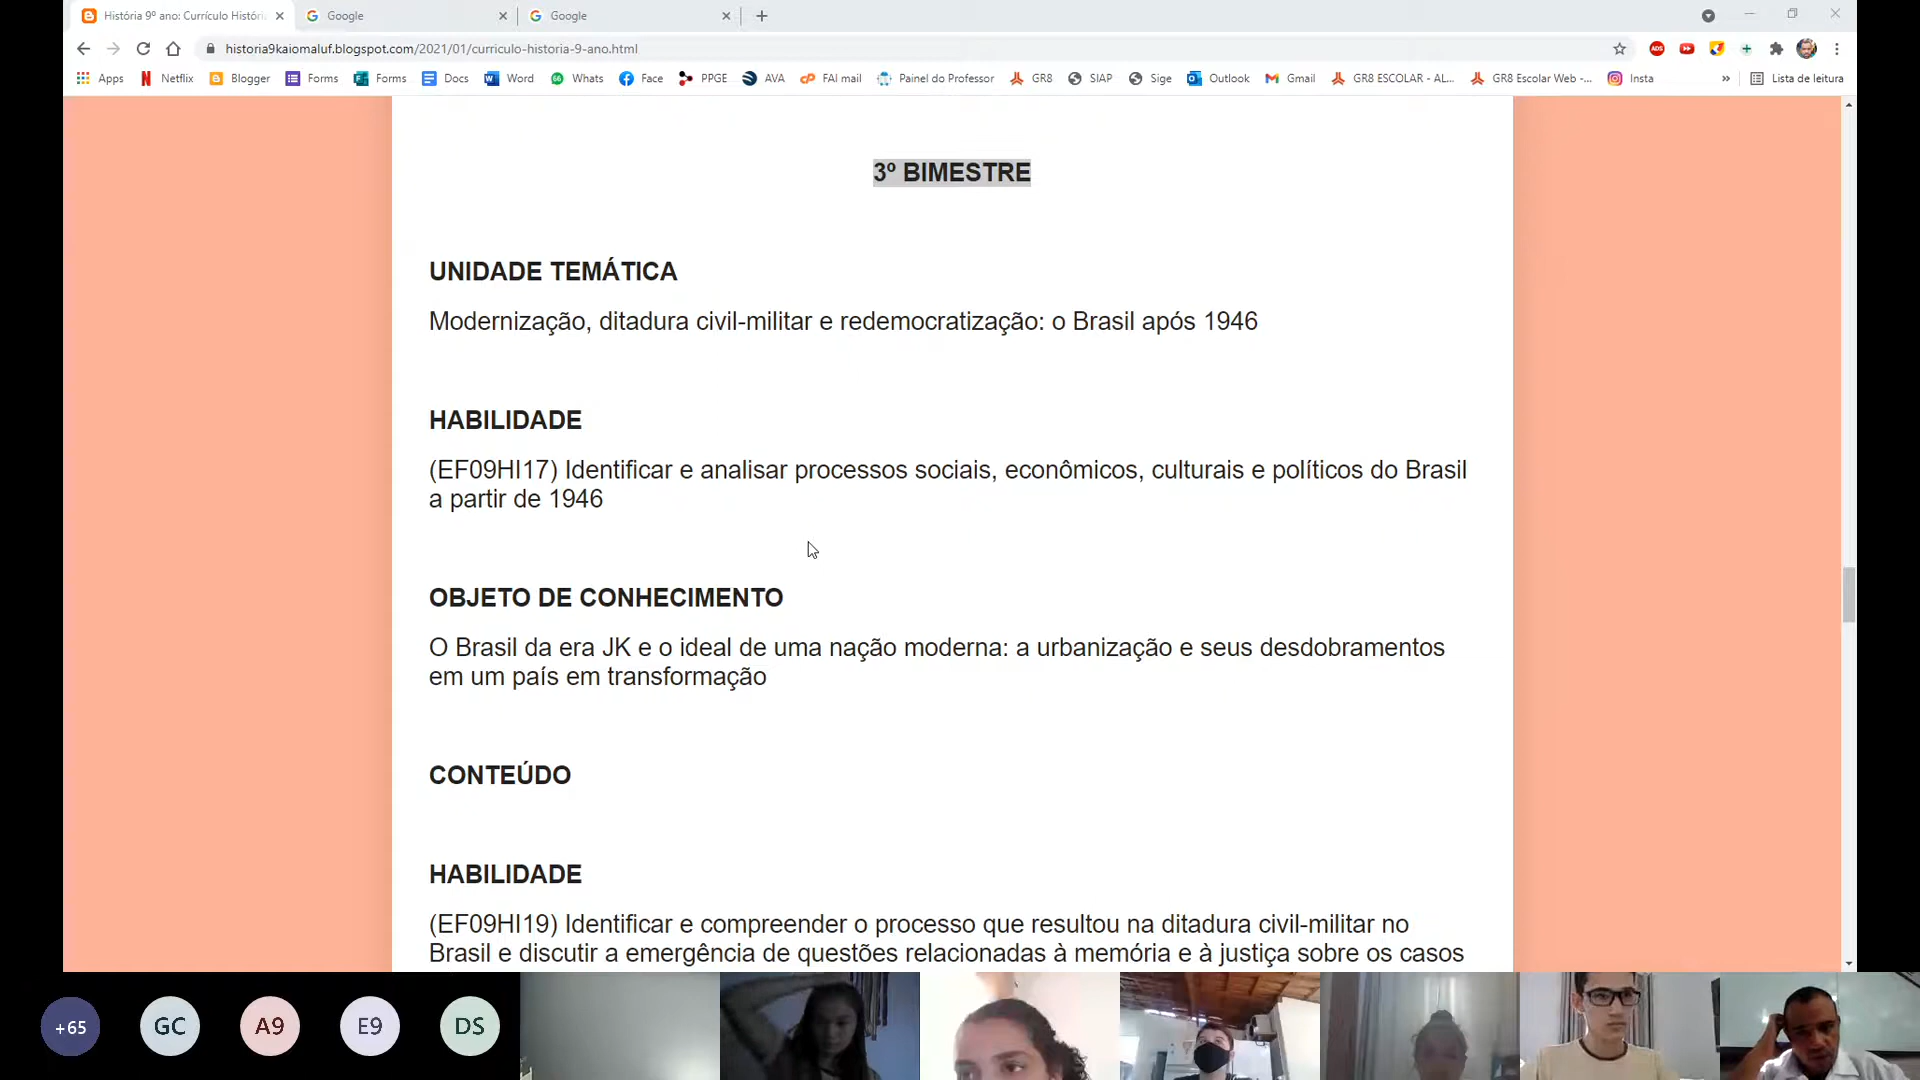 História 9º ano: Currículo Históri
Google
Google
historia9kaiomaluf.blogspot.com/2021/01/curriculo-historia-9-ano.html
Apps Netflix Blogger Forms Forms Docs Word Whats Face PPGE AVA FAI mail Painel do Professor GR8 SIAP Sige Outlook Gmail GR8 ESCOLAR - AL... GR8 Escolar Web -... Insta » Lista de leitura
3º BIMESTRE
UNIDADE TEMÁTICA
Modernização, ditadura civil-militar e redemocratização: o Brasil após 1946
HABILIDADE
(EF09HI17) Identificar e analisar processos sociais, econômicos, culturais e políticos do Brasil
a partir de 1946
OBJETO DE CONHECIMENTO
O Brasil da era JK e o ideal de uma nação moderna: a urbanização e seus desdobramentos
em um país em transformação
CONTEÚDO
HABILIDADE
(EF09HI19) Identificar e compreender o processo que resultou na ditadura civil-militar no
Brasil e discutir a emergência de questões relacionadas à memória e à justiça sobre os casos
+65 GC A9 E9 DS